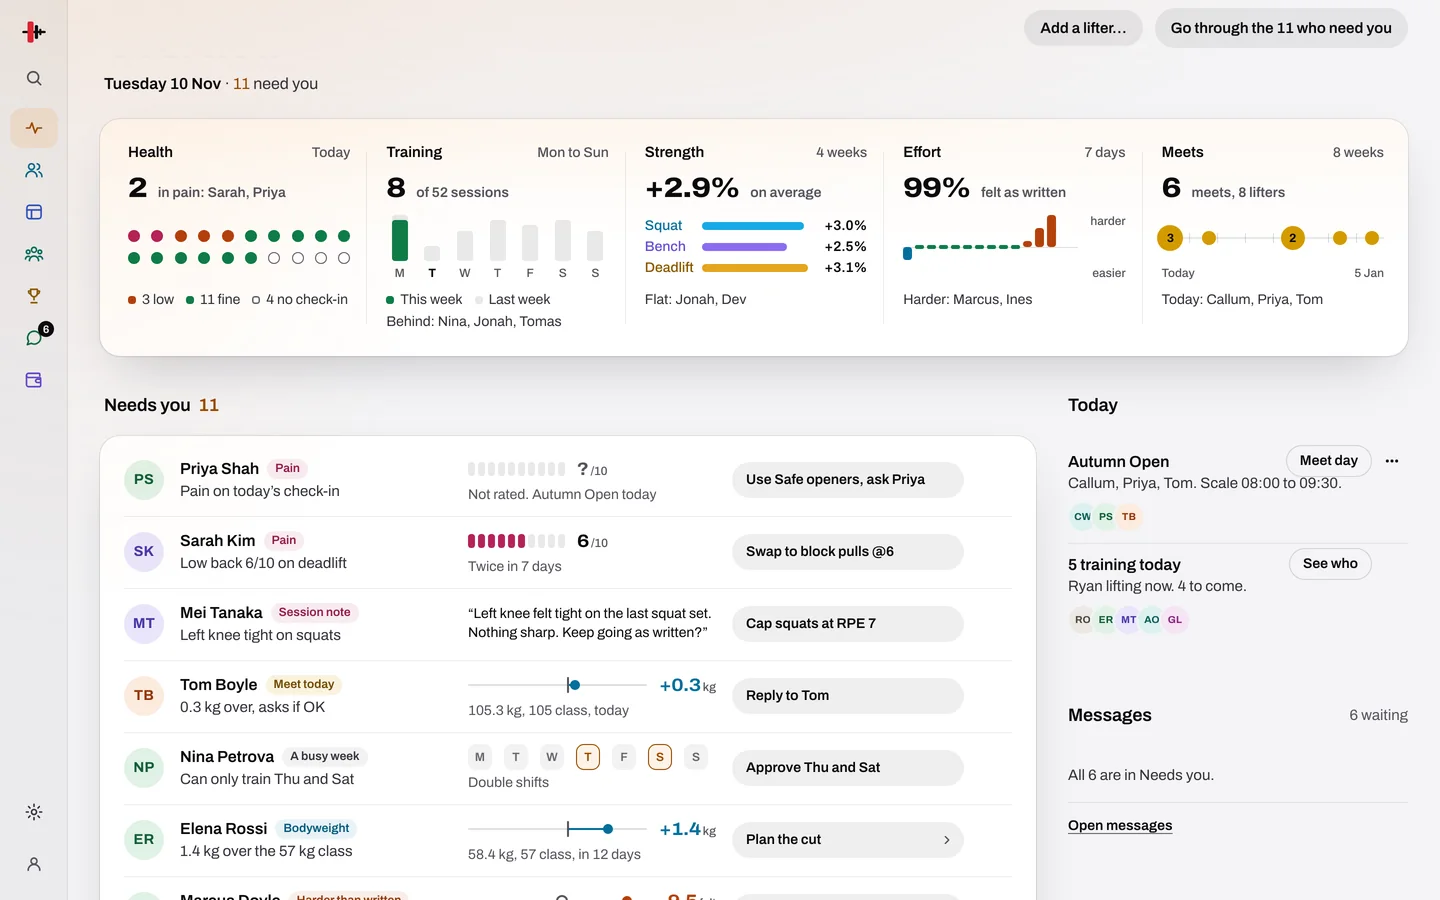 Add a lifter...
Go through the 11 who need you
Tuesday 10 Nov · 11 need you
Health
Today
2 in pain: Sarah, Priya
3 low
11 fine
4 no check-in
Training
Mon to Sun
8 of 52 sessions
M T W T F S S
This week
Last week
Behind: Nina, Jonah, Tomas
Strength
4 weeks
+2.9% on average
Squat +3.0%
Bench +2.5%
Deadlift +3.1%
Flat: Jonah, Dev
Effort
7 days
99% felt as written
harder
easier
Harder: Marcus, Ines
Meets
8 weeks
6 meets, 8 lifters
3
2
Today
5 Jan
Today: Callum, Priya, Tom
6
Needs you 11
PS
Priya Shah Pain
Pain on today's check-in
? /10
Not rated. Autumn Open today
Use Safe openers, ask Priya
SK
Sarah Kim Pain
Low back 6/10 on deadlift
6 /10
Twice in 7 days
Swap to block pulls @6
MT
Mei Tanaka Session note
Left knee tight on squats
“Left knee felt tight on the last squat set.
Nothing sharp. Keep going as written?”
Cap squats at RPE 7
TB
Tom Boyle Meet today
0.3 kg over, asks if OK
+0.3 kg
105.3 kg, 105 class, today
Reply to Tom
NP
Nina Petrova A busy week
Can only train Thu and Sat
M T W T F S S
Double shifts
Approve Thu and Sat
ER
Elena Rossi Bodyweight
1.4 kg over the 57 kg class
+1.4 kg
58.4 kg, 57 class, in 12 days
Plan the cut
Marcus Doyle Harder than written
Today
Autumn Open
Meet day
Callum, Priya, Tom. Scale 08:00 to 09:30.
CW PS TB
5 training today
See who
Ryan lifting now. 4 to come.
RO ER MT AO GL
Messages
6 waiting
All 6 are in Needs you.
Open messages